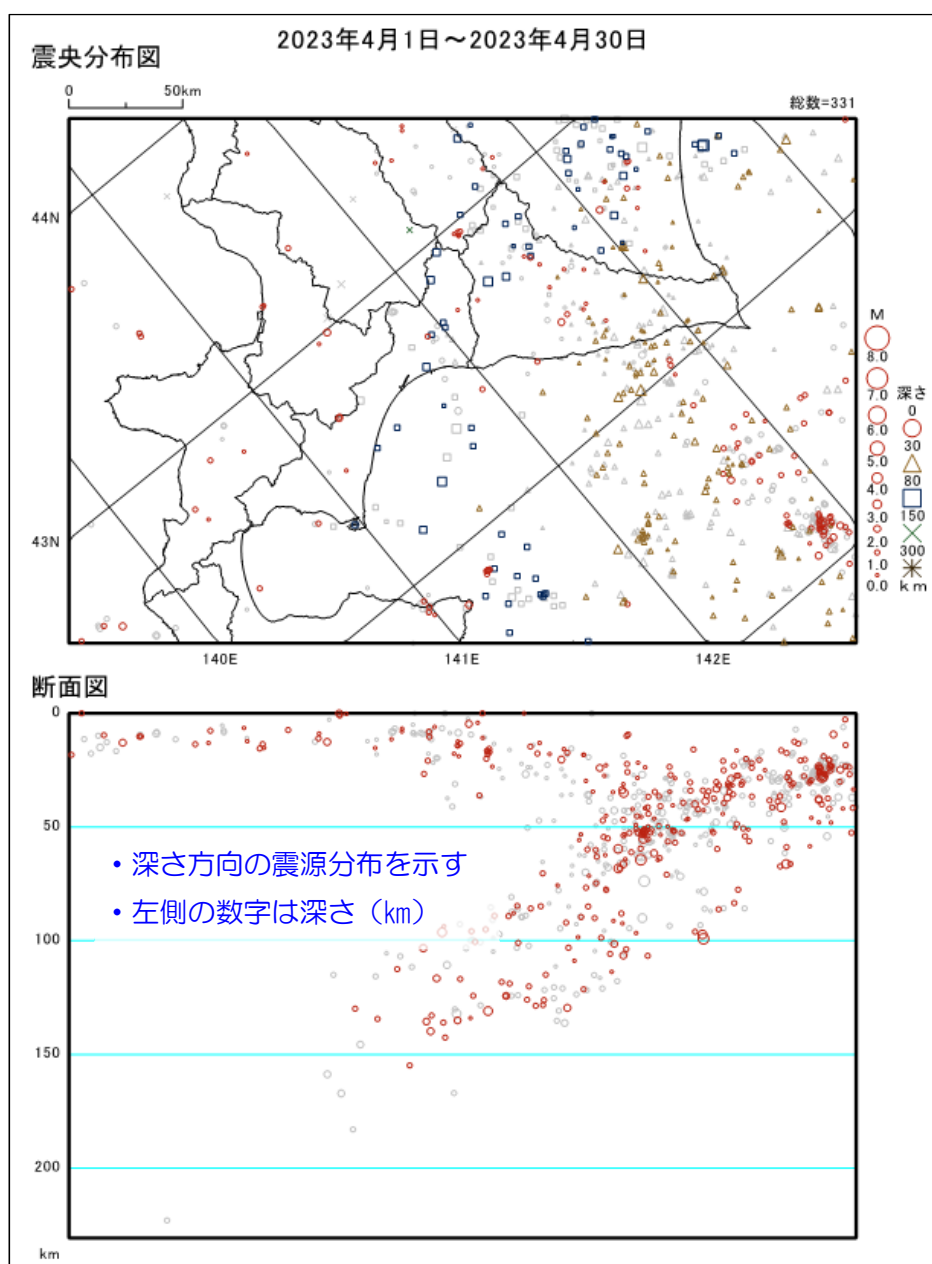 2023年4月1日～2023年4月30日
震央分布図
0 50km
総数=331
44N
43N
140E 141E 142E
M
8.0
7.0 深さ
6.0 0
5.0 30
4.0 80
3.0 150
2.0 300
1.0
0.0 km
断面図
0
50
・深さ方向の震源分布を示す
・左側の数字は深さ（㎞）
100
150
200
km